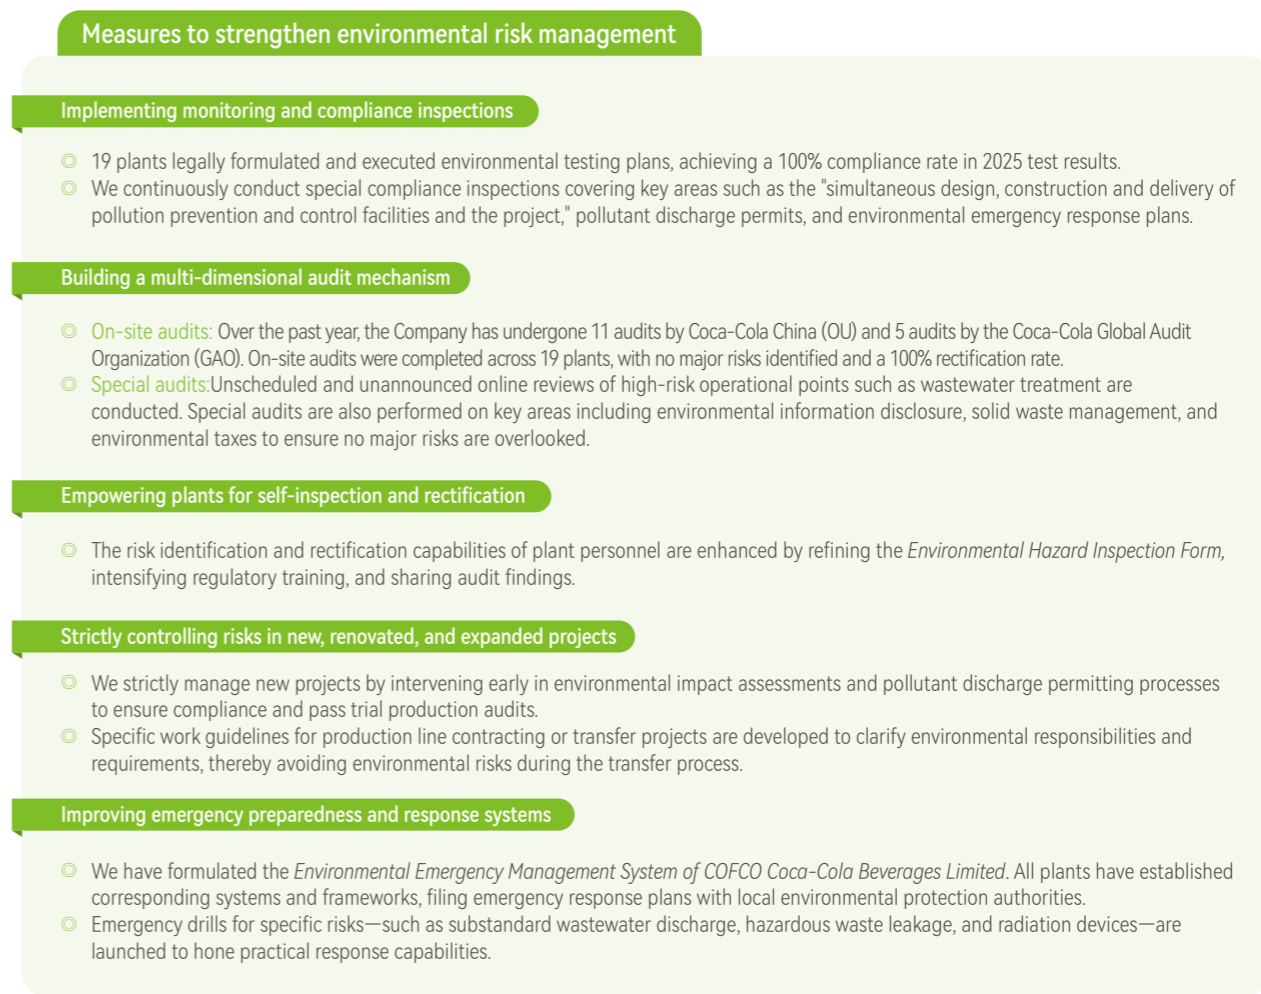 Measures to strengthen environmental risk management
Implementing monitoring and compliance inspections
◎ 19 plants legally formulated and executed environmental testing plans, achieving a 100% compliance rate in 2025 test results.
◎ We continuously conduct special compliance inspections covering key areas such as the "simultaneous design, construction and delivery of
pollution prevention and control facilities and the project," pollutant discharge permits, and environmental emergency response plans.
Building a multi-dimensional audit mechanism
◎ On-site audits: Over the past year, the Company has undergone 11 audits by Coca-Cola China (OU) and 5 audits by the Coca-Cola Global Audit
Organization (GAO). On-site audits were completed across 19 plants, with no major risks identified and a 100% rectification rate.
◎ Special audits:Unscheduled and unannounced online reviews of high-risk operational points such as wastewater treatment are
conducted. Special audits are also performed on key areas including environmental information disclosure, solid waste management, and
environmental taxes to ensure no major risks are overlooked.
Empowering plants for self-inspection and rectification
◎ The risk identification and rectification capabilities of plant personnel are enhanced by refining the Environmental Hazard Inspection Form,
intensifying regulatory training, and sharing audit findings.
Strictly controlling risks in new, renovated, and expanded projects
◎ We strictly manage new projects by intervening early in environmental impact assessments and pollutant discharge permitting processes
to ensure compliance and pass trial production audits.
◎ Specific work guidelines for production line contracting or transfer projects are developed to clarify environmental responsibilities and
requirements, thereby avoiding environmental risks during the transfer process.
Improving emergency preparedness and response systems
◎ We have formulated the Environmental Emergency Management System of COFCO Coca-Cola Beverages Limited. All plants have established
corresponding systems and frameworks, filing emergency response plans with local environmental protection authorities.
◎ Emergency drills for specific risks—such as substandard wastewater discharge, hazardous waste leakage, and radiation devices—are
launched to hone practical response capabilities.